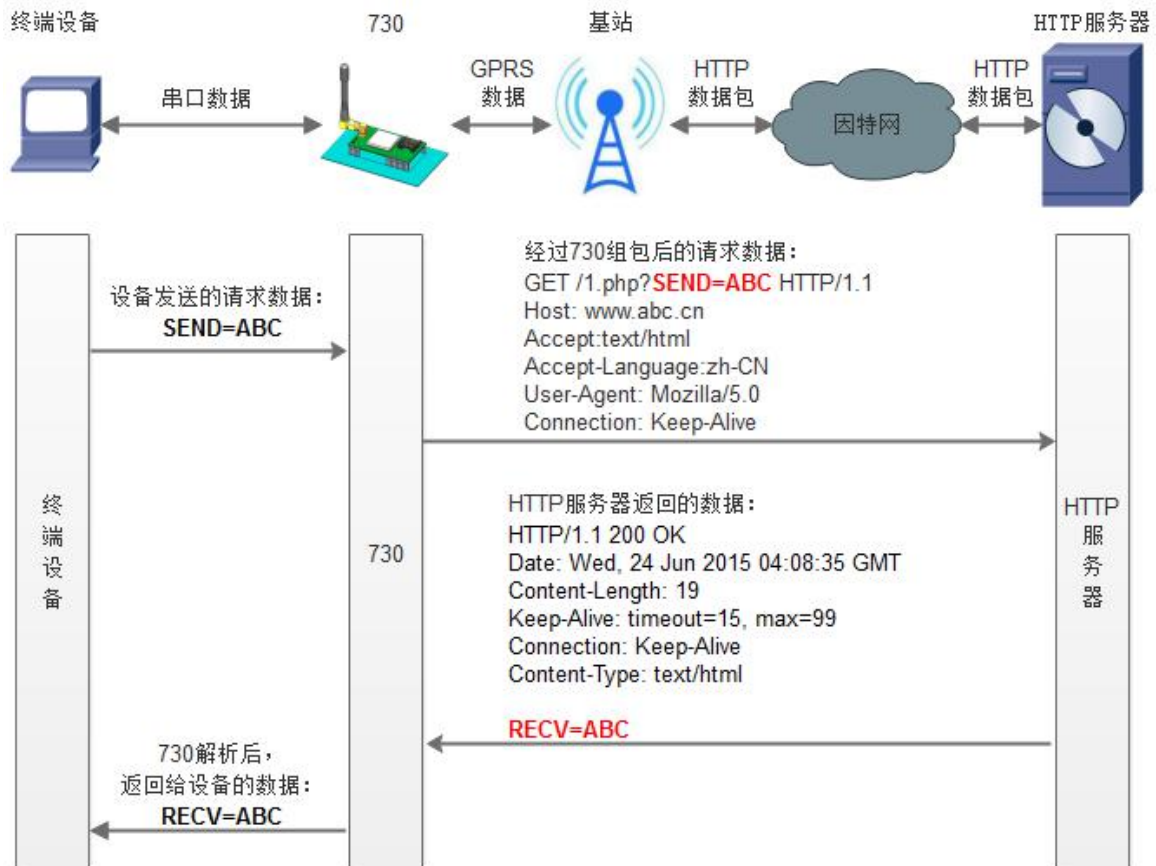 终端设备
730
基站
HTTP服务器
串口数据
GPRS
数据
HTTP
数据包
因特网
HTTP
数据包
设备发送的请求数据：
SEND=ABC
经过730组包后的请求数据：
GET /1.php?SEND=ABC HTTP/1.1
Host: www.abc.cn
Accept:text/html
Accept-Language:zh-CN
User-Agent: Mozilla/5.0
Connection: Keep-Alive
终
端
设
备
730
HTTP
服
务
器
HTTP服务器返回的数据：
HTTP/1.1 200 OK
Date: Wed, 24 Jun 2015 04:08:35 GMT
Content-Length: 19
Keep-Alive: timeout=15, max=99
Connection: Keep-Alive
Content-Type: text/html
RECV=ABC
730解析后，
返回给设备的数据：
RECV=ABC